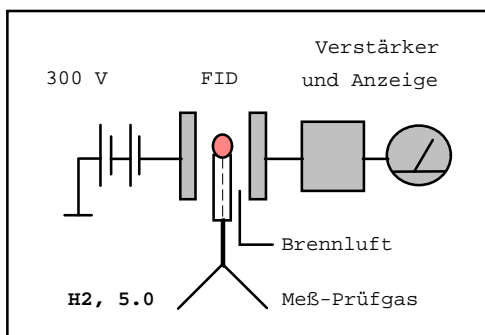 Verstärker
300 V FID und Anzeige
Brennluft
H2, 5.0 Meß-Prüfgas